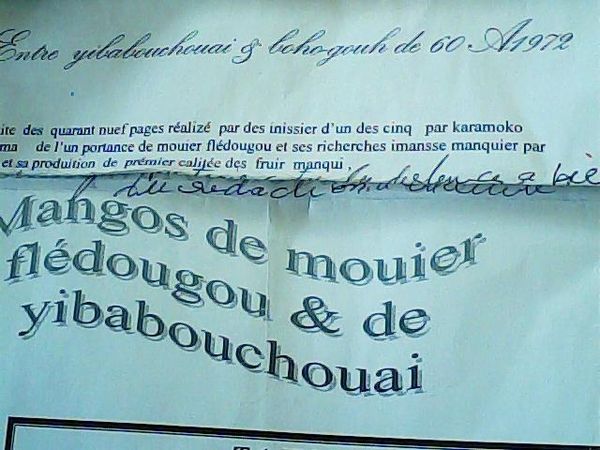 Entre yibabouchouai & boho-gouh de 60 A1972
ite des quarant nuef pages réalizé par des inissier d'un des cinq par karamoko
ma de l'un portance de mouier flédougou et ses richerches imansse manquier par
et sa produition de prémier calitée des fruir manqui,
rédaction
Mangos de mouier
flédougou & de
yibabouchouai